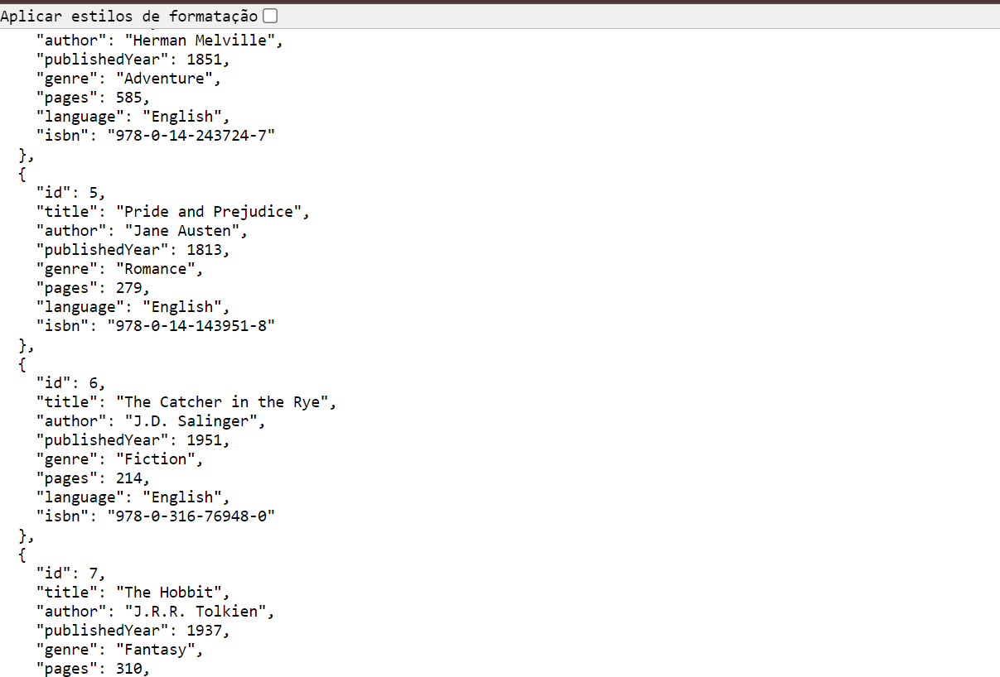 Aplicar estilos de formatação
"author": "Herman Melville",
"publishedYear": 1851,
"genre": "Adventure",
"pages": 585,
"language": "English",
"isbn": "978-0-14-243724-7"
},
{
"id": 5,
"title": "Pride and Prejudice",
"author": "Jane Austen",
"publishedYear": 1813,
"genre": "Romance",
"pages": 279,
"language": "English",
"isbn": "978-0-14-143951-8"
},
{
"id": 6,
"title": "The Catcher in the Rye",
"author": "J.D. Salinger",
"publishedYear": 1951,
"genre": "Fiction",
"pages": 214,
"language": "English",
"isbn": "978-0-316-76948-0"
},
{
"id": 7,
"title": "The Hobbit",
"author": "J.R.R. Tolkien",
"publishedYear": 1937,
"genre": "Fantasy",
"pages": 310,